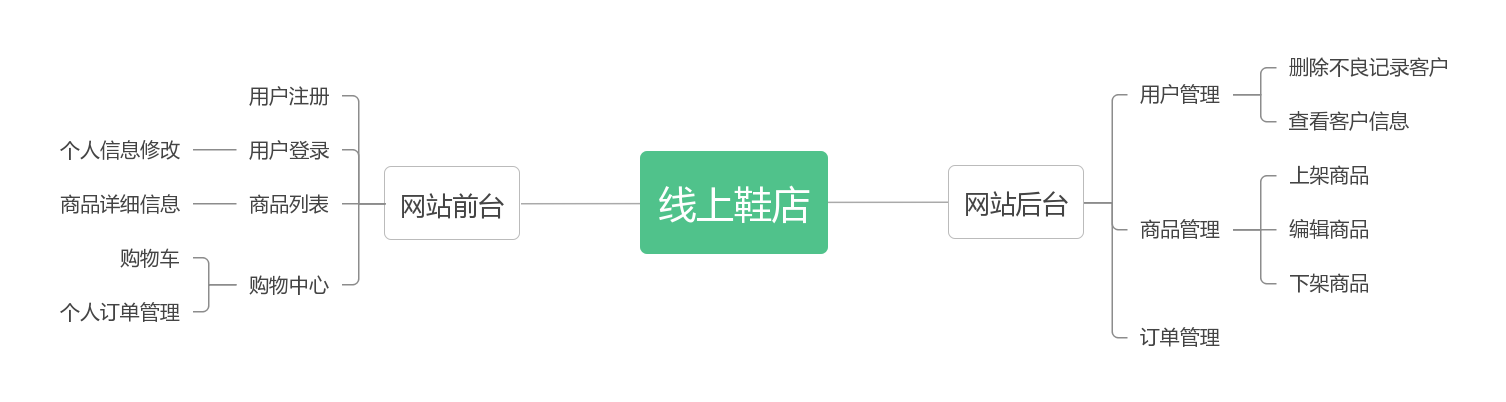 线上鞋店
网站前台
用户注册
用户登录
个人信息修改
商品列表
商品详细信息
购物中心
购物车
个人订单管理
网站后台
用户管理
删除不良记录客户
查看客户信息
商品管理
上架商品
编辑商品
下架商品
订单管理